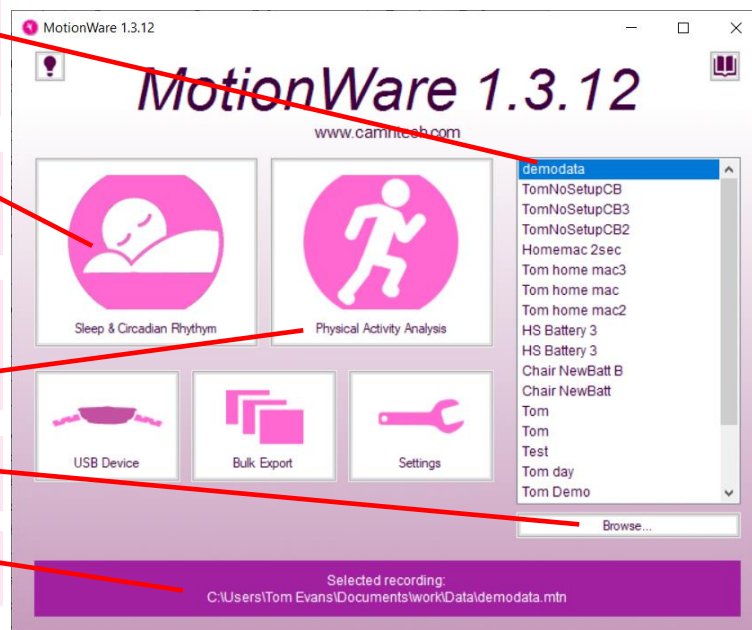 MotionWare 1.3.12
MotionWare 1.3.12
www.camntech.com
demodata
TomNoSetupCB
TomNoSetupCB3
TomNoSetupCB2
Homemac 2sec
Tom home mac3
Tom home mac
Tom home mac2
HS Battery 3
HS Battery 3
Chair NewBatt B
Chair NewBatt
Tom
Tom
Test
Tom day
Tom Demo
Sleep & Circadian Rhythym
Physical Activity Analysis
USB Device
Bulk Export
Settings
Browse...
Selected recording:
C:\Users\Tom Evans\Documents\work\Data\demodata.mtn